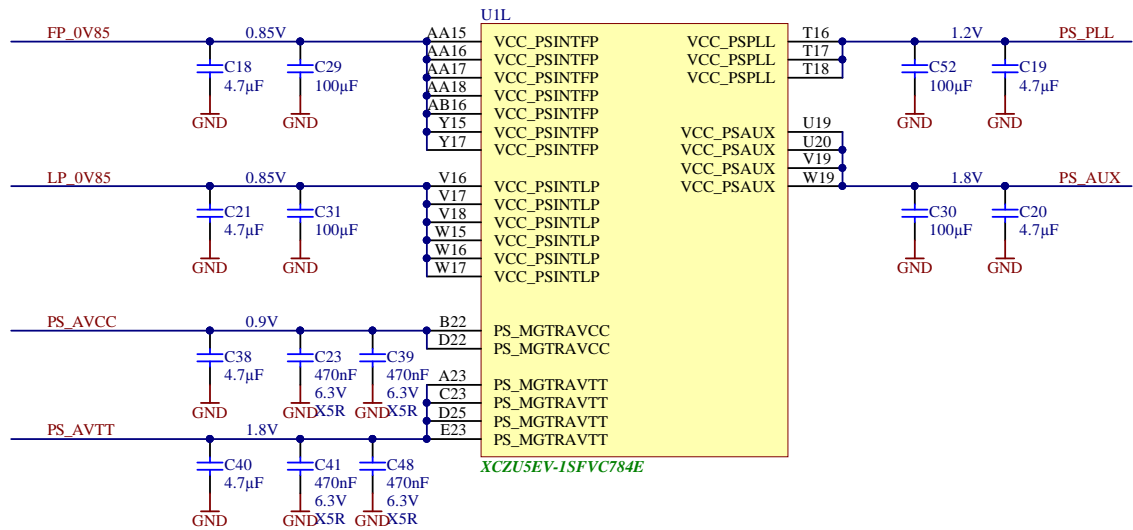 U1L
FP_0V85 0.85V AA15 VCC_PSINTFP VCC_PSPLL T16 1.2V PS_PLL
AA16 VCC_PSINTFP VCC_PSPLL T17
C18 C29 AA17 VCC_PSINTFP VCC_PSPLL T18 C52 C19
4.7µF 100µF AA18 VCC_PSINTFP 100µF 4.7µF
AB16 VCC_PSINTFP
GND GND Y15 VCC_PSINTFP VCC_PSAUX U19 GND GND
Y17 VCC_PSINTFP VCC_PSAUX U20
VCC_PSAUX V19
LP_0V85 0.85V V16 VCC_PSINTLP VCC_PSAUX W19 1.8V PS_AUX
V17 VCC_PSINTLP
C21 C31 V18 VCC_PSINTLP C30 C20
4.7µF 100µF W15 VCC_PSINTLP 100µF 4.7µF
W16 VCC_PSINTLP
GND GND W17 VCC_PSINTLP GND GND
PS_AVCC 0.9V B22 PS_MGTRAVCC
D22 PS_MGTRAVCC
C38 C23 C39
4.7µF 470nF 470nF A23 PS_MGTRAVTT
6.3V 6.3V C23 PS_MGTRAVTT
GND GND X5R GND X5R D25 PS_MGTRAVTT
PS_AVTT 1.8V E23 PS_MGTRAVTT
C40 C41 C48 XCZU5EV-1SFVC784E
4.7µF 470nF 470nF
6.3V 6.3V
GND GND X5R GND X5R